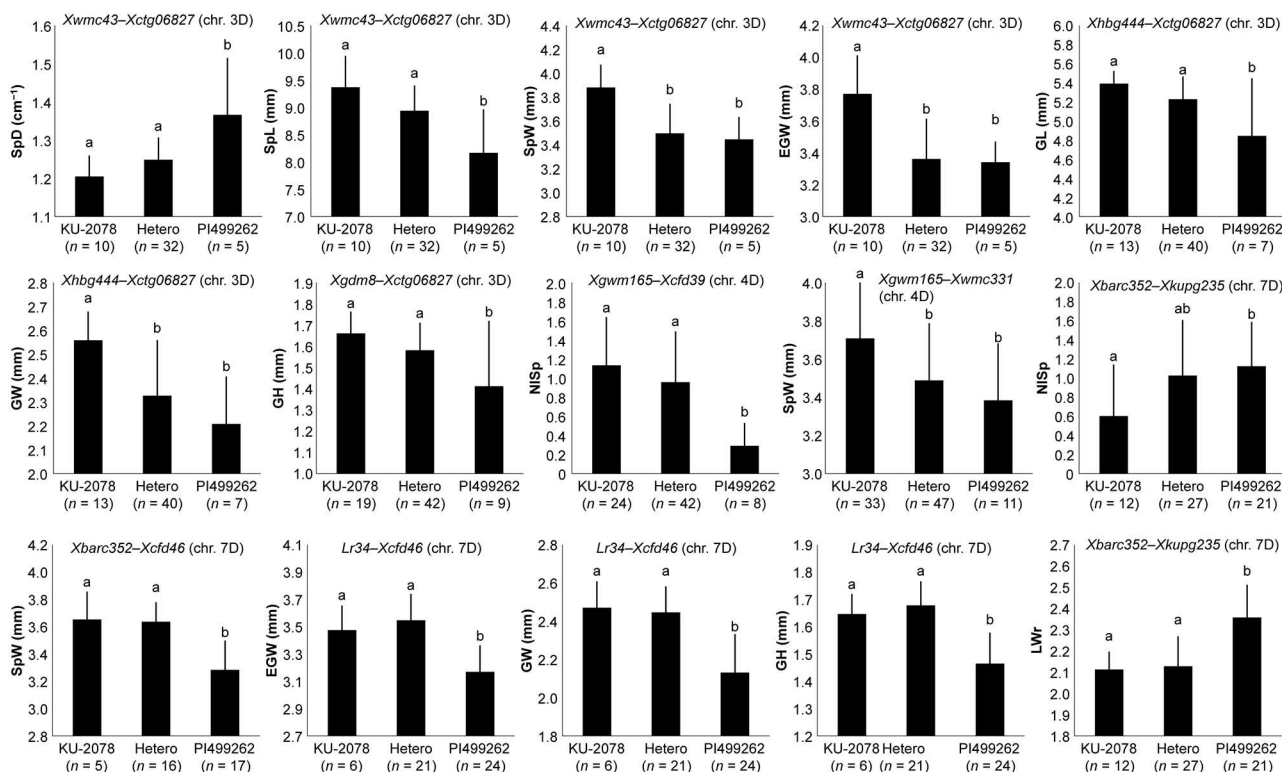 Xwmc43–Xctg06827 (chr. 3D)
SpD (cm⁻¹)
1.6
1.5
1.4
1.3
1.2
1.1
a
a
b
KU-2078 Hetero PI499262
(n = 10) (n = 32) (n = 5)
Xwmc43–Xctg06827 (chr. 3D)
SpL (mm)
10.5
10.0
9.5
9.0
8.5
8.0
7.5
7.0
a
a
b
KU-2078 Hetero PI499262
(n = 10) (n = 32) (n = 5)
Xwmc43–Xctg06827 (chr. 3D)
SpW (mm)
4.4
4.2
4.0
3.8
3.6
3.4
3.2
3.0
2.8
a
b
b
KU-2078 Hetero PI499262
(n = 10) (n = 32) (n = 5)
Xwmc43–Xctg06827 (chr. 3D)
EGW (mm)
4.2
4.0
3.8
3.6
3.4
3.2
3.0
a
b
b
KU-2078 Hetero PI499262
(n = 10) (n = 32) (n = 5)
Xhbg444–Xctg06827 (chr. 3D)
GL (mm)
6.0
5.8
5.6
5.4
5.2
5.0
4.8
4.6
4.4
4.2
4.0
a
a
b
KU-2078 Hetero PI499262
(n = 13) (n = 40) (n = 7)
Xhbg444–Xctg06827 (chr. 3D)
GW (mm)
2.8
2.7
2.6
2.5
2.4
2.3
2.2
2.1
2.0
a
b
b
KU-2078 Hetero PI499262
(n = 13) (n = 40) (n = 7)
Xgdm8–Xctg06827 (chr. 3D)
GH (mm)
1.9
1.8
1.7
1.6
1.5
1.4
1.3
1.2
1.1
1.0
a
a
b
KU-2078 Hetero PI499262
(n = 19) (n = 42) (n = 9)
Xgwm165–Xcfd39 (chr. 4D)
NISp
2.0
1.8
1.6
1.4
1.2
1.0
0.8
0.6
0.4
0.2
0
a
a
b
KU-2078 Hetero PI499262
(n = 24) (n = 42) (n = 8)
Xgwm165–Xwmc331
(chr. 4D)
SpW (mm)
4.0
3.8
3.6
3.4
3.2
3.0
a
b
b
KU-2078 Hetero PI499262
(n = 33) (n = 47) (n = 11)
Xbarc352–Xkupg235 (chr. 7D)
NISp
2.0
1.8
1.6
1.4
1.2
1.0
0.8
0.6
0.4
0.2
0
a
ab
b
KU-2078 Hetero PI499262
(n = 12) (n = 27) (n = 21)
Xbarc352–Xcfd46 (chr. 7D)
SpW (mm)
4.2
4.0
3.8
3.6
3.4
3.2
3.0
2.8
a
a
b
KU-2078 Hetero PI499262
(n = 5) (n = 16) (n = 17)
Lr34–Xcfd46 (chr. 7D)
EGW (mm)
4.1
3.9
3.7
3.5
3.3
3.1
2.9
2.7
a
a
b
KU-2078 Hetero PI499262
(n = 6) (n = 21) (n = 24)
Lr34–Xcfd46 (chr. 7D)
GW (mm)
2.8
2.6
2.4
2.2
2.0
1.8
a
a
b
KU-2078 Hetero PI499262
(n = 6) (n = 21) (n = 24)
Lr34–Xcfd46 (chr. 7D)
GH (mm)
1.9
1.8
1.7
1.6
1.5
1.4
1.3
1.2
a
a
b
KU-2078 Hetero PI499262
(n = 6) (n = 21) (n = 24)
Xbarc352–Xkupg235 (chr. 7D)
LWr
2.7
2.6
2.5
2.4
2.3
2.2
2.1
2.0
1.9
1.8
a
a
b
KU-2078 Hetero PI499262
(n = 12) (n = 27) (n = 21)